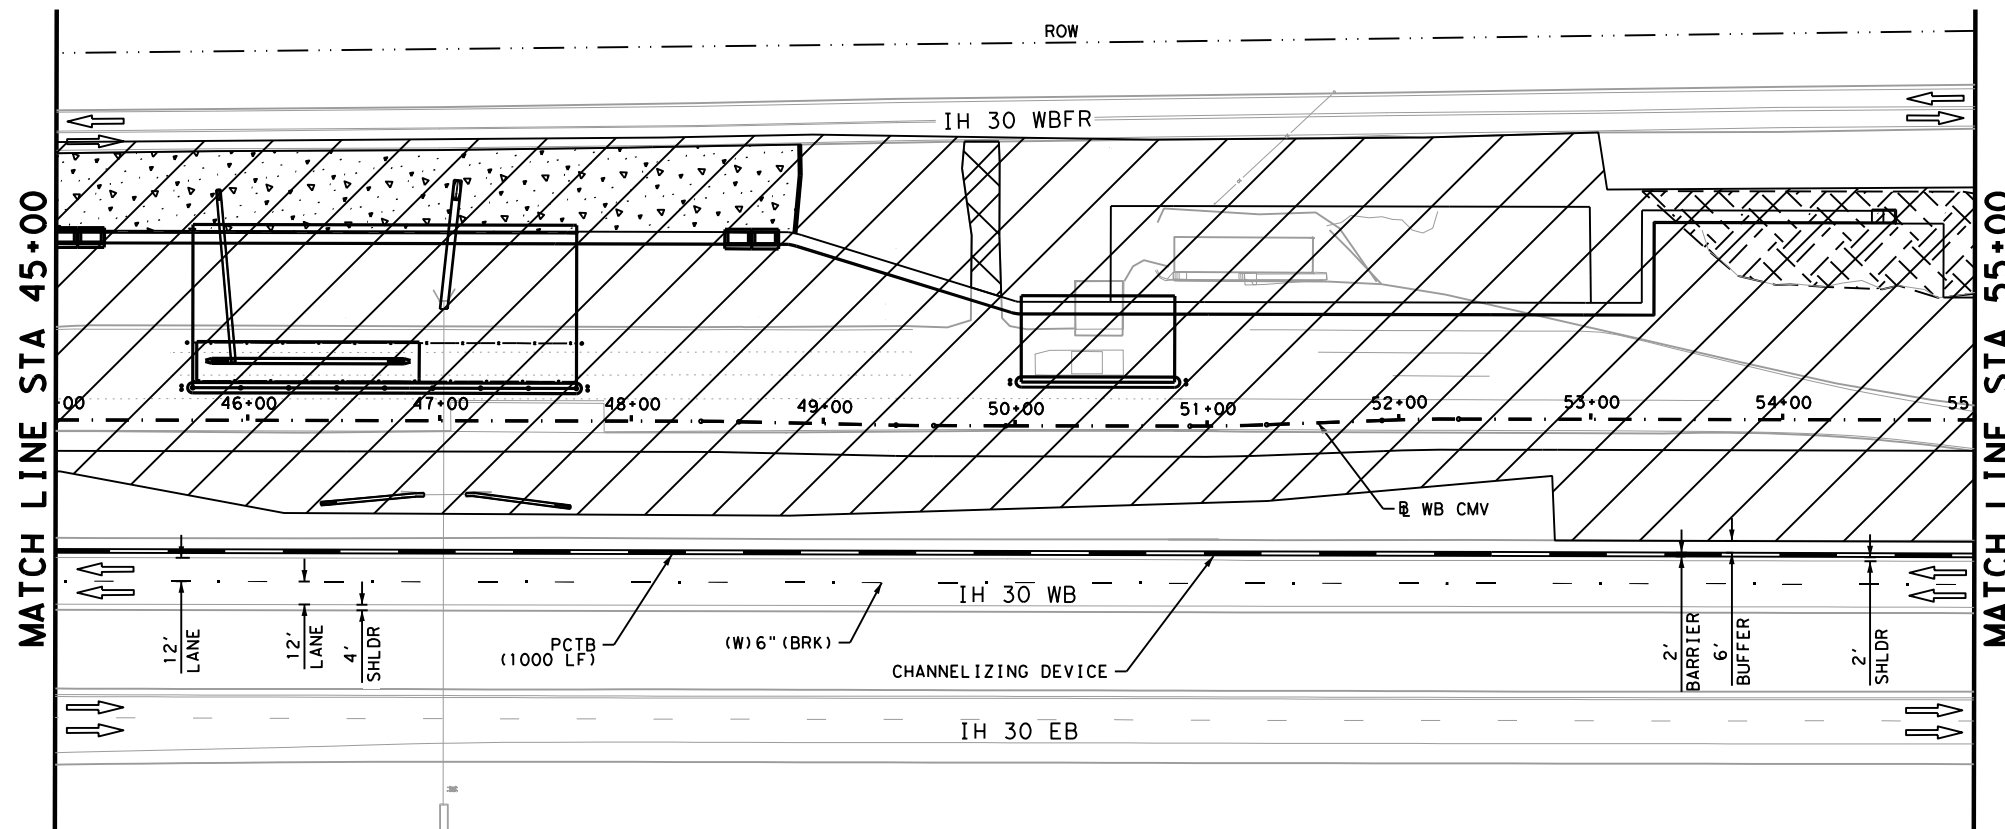 ROW
IH 30 WBFR
MATCH LINE STA 45+00
MATCH LINE STA 55+00
00
46+00
47+00
48+00
49+00
50+00
51+00
52+00
53+00
54+00
55
WB CMV
IH 30 WB
12'
LANE
12'
LANE
4'
SHLDR
PCTB
(1000 LF)
(W)6"(BRK)
CHANNELIZING DEVICE
2'
BARRIER
6'
BUFFER
2'
SHLDR
IH 30 EB